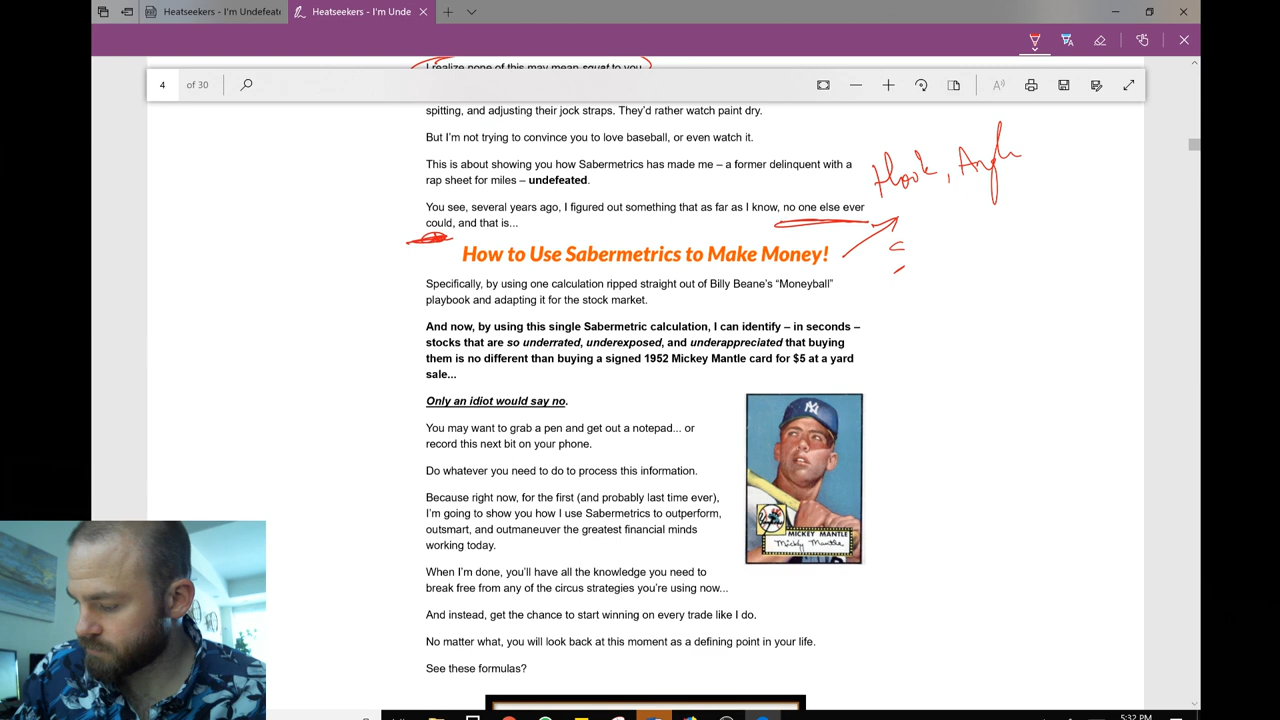 Heatseekers - I'm Undefeate
Heatseekers - I'm Unde
I realize none of this may mean squat to you
4 of 30
spitting, and adjusting their jock straps. They'd rather watch paint dry.
But I'm not trying to convince you to love baseball, or even watch it.
This is about showing you how Sabermetrics has made me – a former delinquent with a
rap sheet for miles – undefeated.
Hook, Angle
You see, several years ago, I figured out something that as far as I know, no one else ever
could, and that is...
How to Use Sabermetrics to Make Money!
Specifically, by using one calculation ripped straight out of Billy Beane's “Moneyball”
playbook and adapting it for the stock market.
And now, by using this single Sabermetric calculation, I can identify – in seconds –
stocks that are so underrated, underexposed, and underappreciated that buying
them is no different than buying a signed 1952 Mickey Mantle card for $5 at a yard
sale...
Only an idiot would say no.
You may want to grab a pen and get out a notepad... or
record this next bit on your phone.
Do whatever you need to do to process this information.
Because right now, for the first (and probably last time ever),
I'm going to show you how I use Sabermetrics to outperform,
outsmart, and outmaneuver the greatest financial minds
working today.
MICKEY MANTLE
Mickey Mantle
When I'm done, you'll have all the knowledge you need to
break free from any of the circus strategies you're using now...
And instead, get the chance to start winning on every trade like I do.
No matter what, you will look back at this moment as a defining point in your life.
See these formulas?
5:32 PM